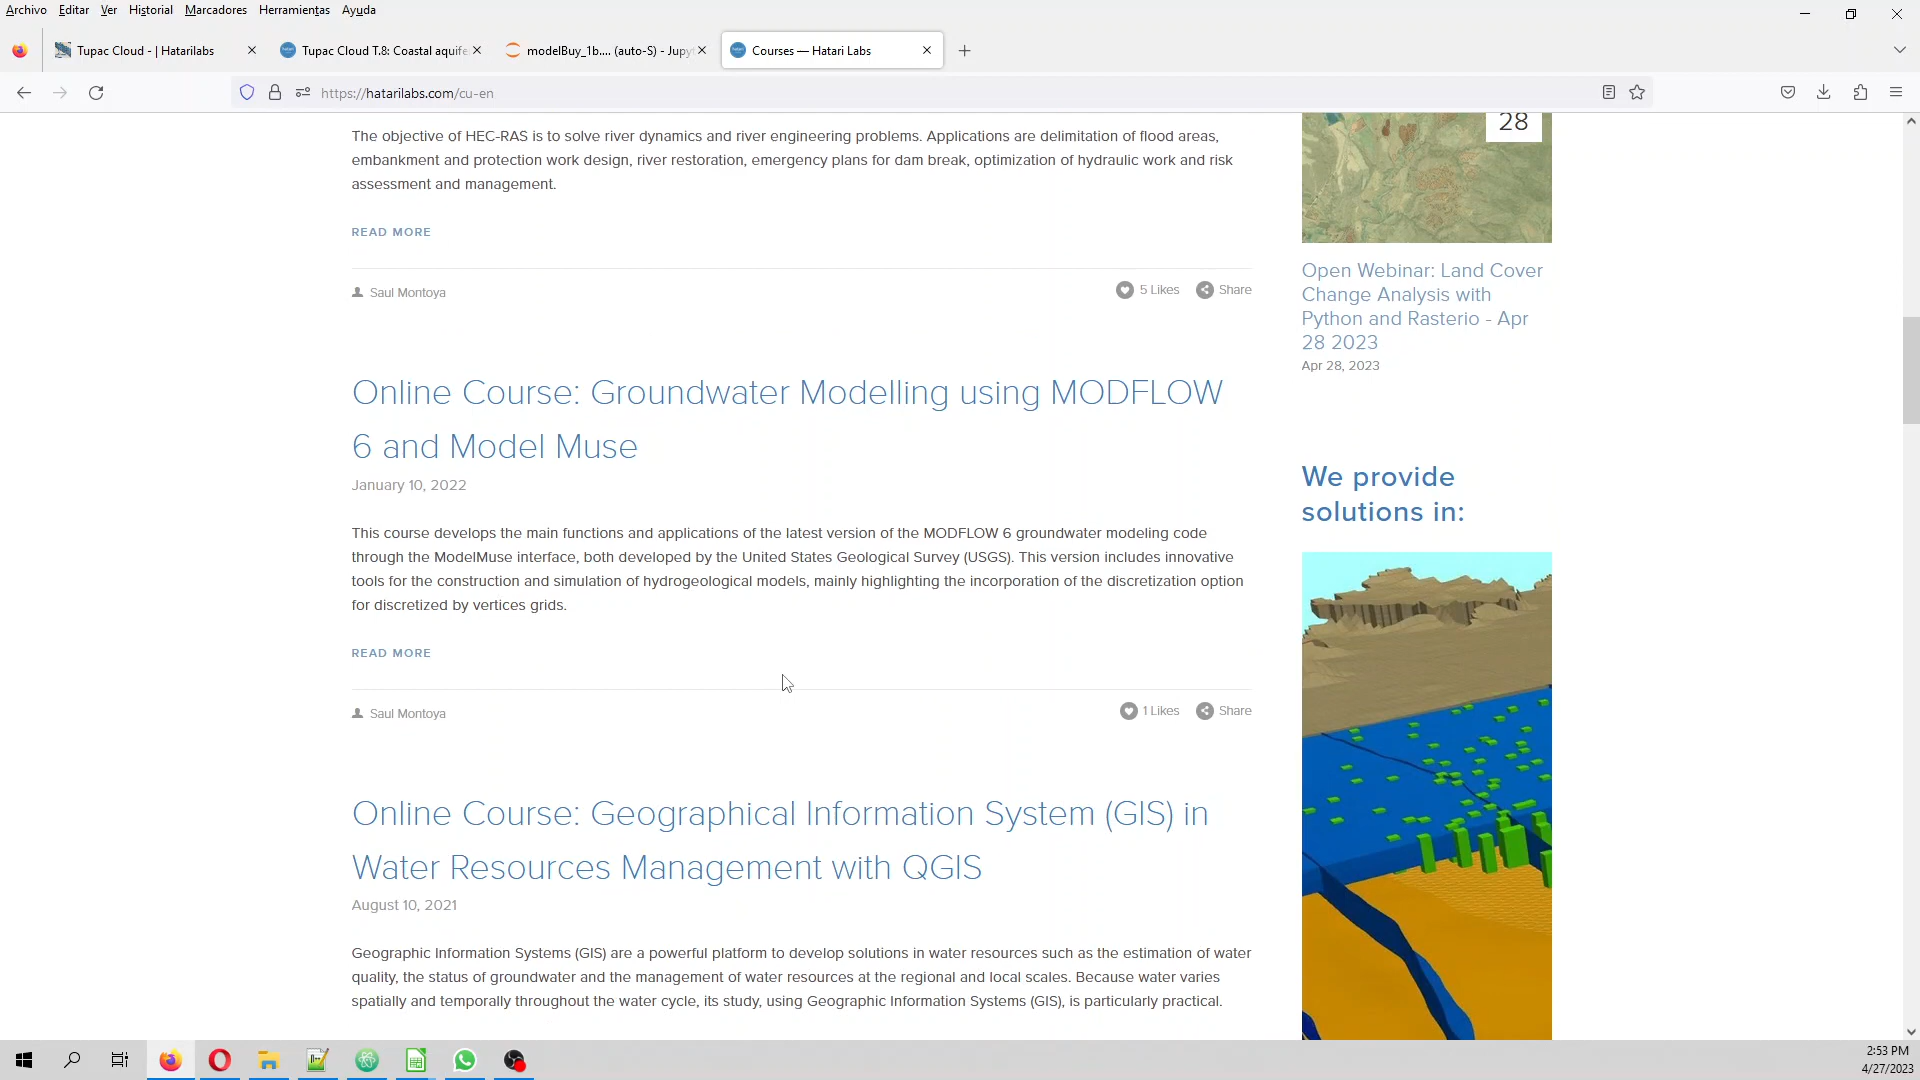 Archivo Editar Ver Historial Marcadores Herramientas Ayuda
Tupac Cloud - | Hatarilabs
Tupac Cloud T.8: Coastal aquife
modelBuy_1b.... (auto-S) - Jupyt
Courses — Hatari Labs
https://hatarilabs.com/cu-en
The objective of HEC-RAS is to solve river dynamics and river engineering problems. Applications are delimitation of flood areas,
embankment and protection work design, river restoration, emergency plans for dam break, optimization of hydraulic work and risk
assessment and management.
READ MORE
Saul Montoya
5 Likes Share
Online Course: Groundwater Modelling using MODFLOW
6 and Model Muse
January 10, 2022
This course develops the main functions and applications of the latest version of the MODFLOW 6 groundwater modeling code
through the ModelMuse interface, both developed by the United States Geological Survey (USGS). This version includes innovative
tools for the construction and simulation of hydrogeological models, mainly highlighting the incorporation of the discretization option
for discretized by vertices grids.
READ MORE
Saul Montoya
1 Likes Share
Online Course: Geographical Information System (GIS) in
Water Resources Management with QGIS
August 10, 2021
Geographic Information Systems (GIS) are a powerful platform to develop solutions in water resources such as the estimation of water
quality, the status of groundwater and the management of water resources at the regional and local scales. Because water varies
spatially and temporally throughout the water cycle, its study, using Geographic Information Systems (GIS), is particularly practical.
28
Open Webinar: Land Cover
Change Analysis with
Python and Rasterio - Apr
28 2023
Apr 28, 2023
We provide
solutions in:
2:53 PM
4/27/2023